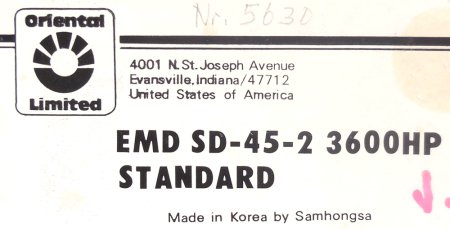 Nr. 5630
Oriental
Limited
4001 N. St. Joseph Avenue
Evansville, Indiana/47712
United States of America
EMD SD-45-2 3600HP
STANDARD
Made in Korea by Samhongsa